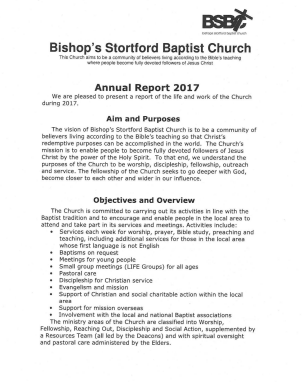 BSBC
bishops stortford baptist church
Bishop's Stortford Baptist Church
This Church aims to be a community of believers living according to the Bible's teaching
where people become fully devoted followers of Jesus Christ
Annual Report 2017
We are pleased to present a report of the life and work of the Church
during 2017.
Aim and Purposes
The vision of Bishop's Stortford Baptist Church is to be a community of
believers living according to the Bible's teaching so that Christ's
redemptive purposes can be accomplished in the world. The Church's
mission is to enable people to become fully devoted followers of Jesus
Christ by the power of the Holy Spirit. To that end, we understand the
purposes of the Church to be worship, discipleship, fellowship, outreach
and service. The fellowship of the Church seeks to go deeper with God,
become closer to each other and wider in our influence.
Objectives and Overview
The Church is committed to carrying out its activities in line with the
Baptist tradition and to encourage and enable people in the local area to
attend and take part in its services and meetings. Activities include:
• Services each week for worship, prayer, Bible study, preaching and
teaching, including additional services for those in the local area
whose first language is not English
• Baptisms on request
• Meetings for young people
• Small group meetings (LIFE Groups) for all ages
• Pastoral care
• Discipleship for Christian service
• Evangelism and mission
• Support of Christian and social charitable action within the local
area
• Support for mission overseas
• Involvement with the local and national Baptist associations
The ministry areas of the Church are classified into Worship,
Fellowship, Reaching Out, Discipleship and Social Action, supplemented by
a Resources Team (all led by the Deacons) and with spiritual oversight
and pastoral care administered by the Elders.